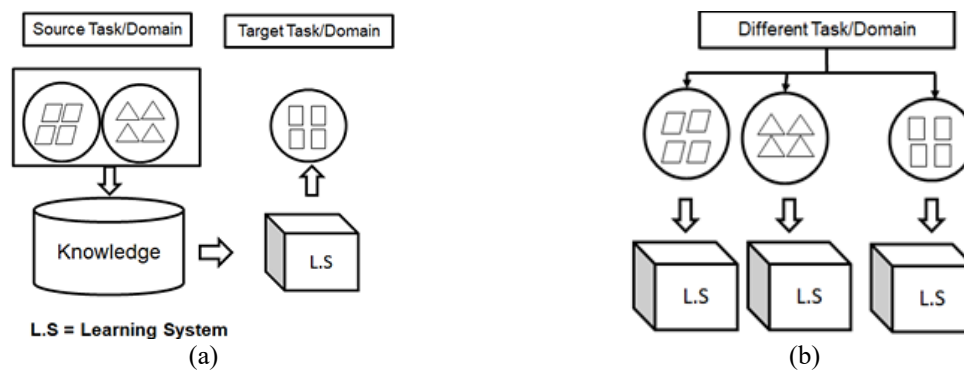 Source Task/Domain
Target Task/Domain
Knowledge
L.S
L.S = Learning System
(a)
Different Task/Domain
L.S
L.S
L.S
(b)